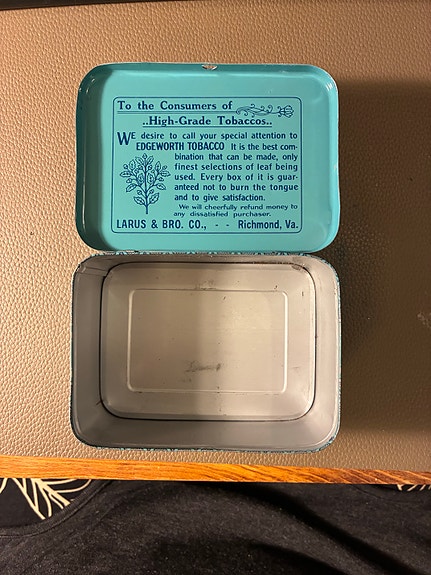 To the Consumers of
..High-Grade Tobaccos..
WE desire to call your special attention to
EDGEWORTH TOBACCO It is the best com-
bination that can be made, only
finest selections of leaf being
used. Every box of it is guar-
anteed not to burn the tongue
and to give satisfaction.
We will cheerfully refund money to
any dissatisfied purchaser.
LARUS & BRO. CO., - - Richmond, Va.